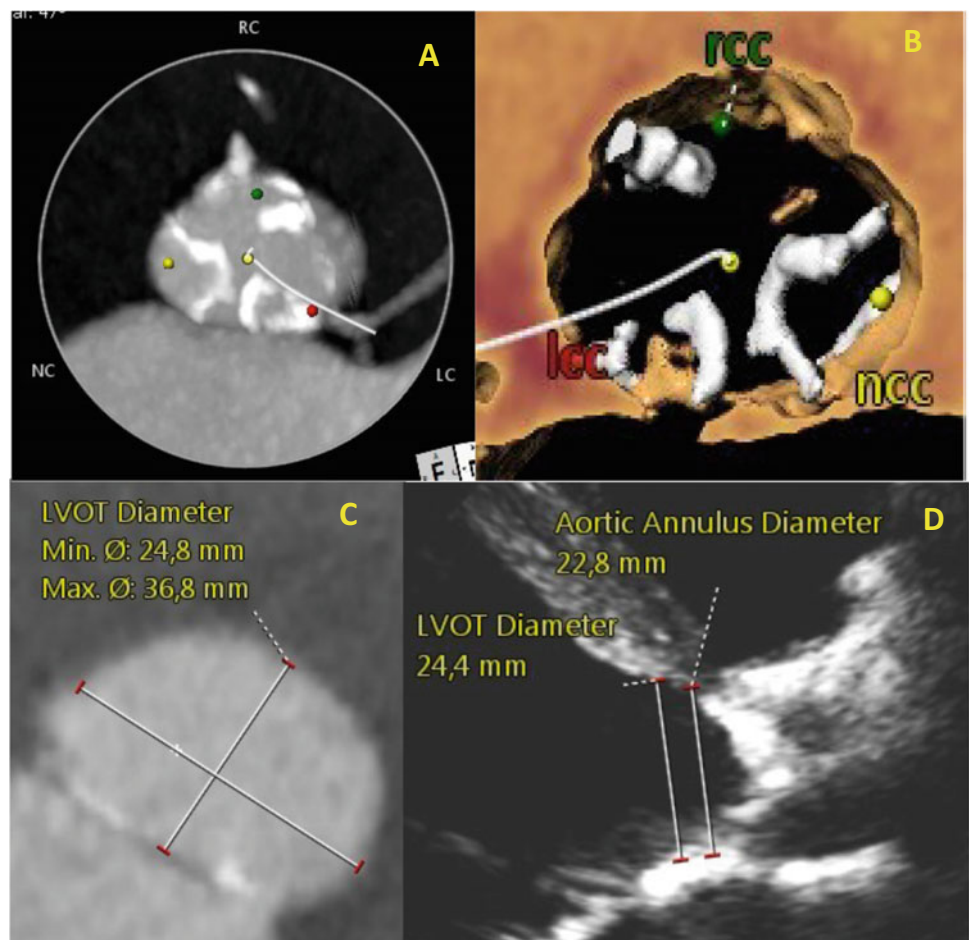 RC
A
NC
LC
F
rcc
B
lcc
ncc
LVOT Diameter
Min. Ø: 24,8 mm
Max. Ø: 36,8 mm
C
Aortic Annulus Diameter
22,8 mm
D
LVOT Diameter
24,4 mm